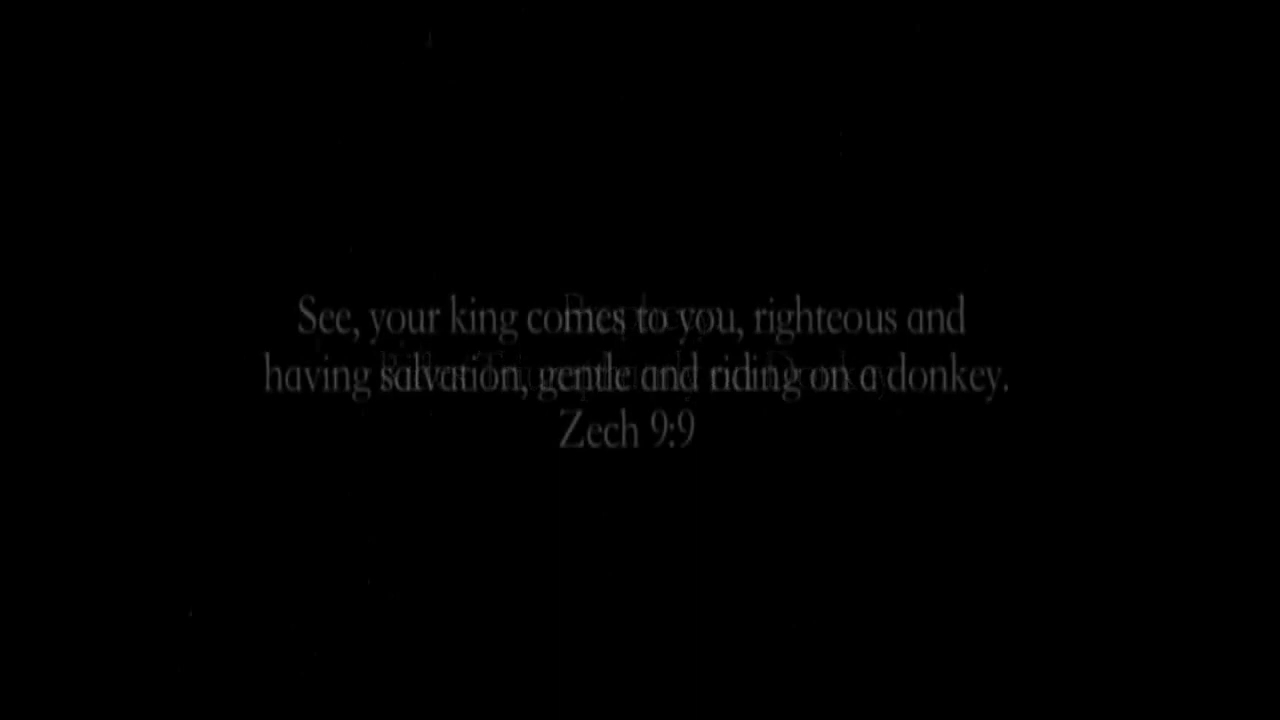 See, your king comes to you, righteous and
having salvation, gentle and riding on a donkey.
Zech 9:9